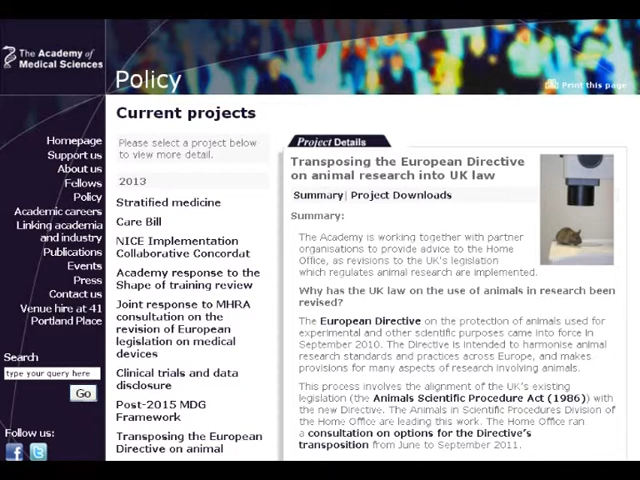 The Academy of
Medical Sciences
Policy
Print this page
Homepage
Support us
About us
Fellows
Policy
Academic careers
Linking academia
and industry
Publications
Events
Press
Contact us
Venue hire at 41
Portland Place
Search
type your query here
Go
Follow us:
Current projects
Please select a project below
to view more detail.
2013
Stratified medicine
Care Bill
NICE Implementation
Collaborative Concordat
Academy response to the
Shape of training review
Joint response to MHRA
consultation on the
revision of European
legislation on medical
devices
Clinical trials and data
disclosure
Post-2015 MDG
Framework
Transposing the European
Directive on animal
Project Details
Transposing the European Directive
on animal research into UK law
Summary| Project Downloads
Summary:
The Academy is working together with partner
organisations to provide advice to the Home
Office, as revisions to the UK's legislation
which regulates animal research are implemented.
Why has the UK law on the use of animals in research been
revised?
The European Directive on the protection of animals used for
experimental and other scientific purposes came into force in
September 2010. The Directive is intended to harmonise animal
research standards and practices across Europe, and makes
provisions for many aspects of research involving animals.
This process involves the alignment of the UK's existing
legislation (the Animals Scientific Procedure Act (1986)) with
the new Directive. The Animals in Scientific Procedures Division of
the Home Office are leading this work. The Home Office ran
a consultation on options for the Directive's
transposition from June to September 2011.